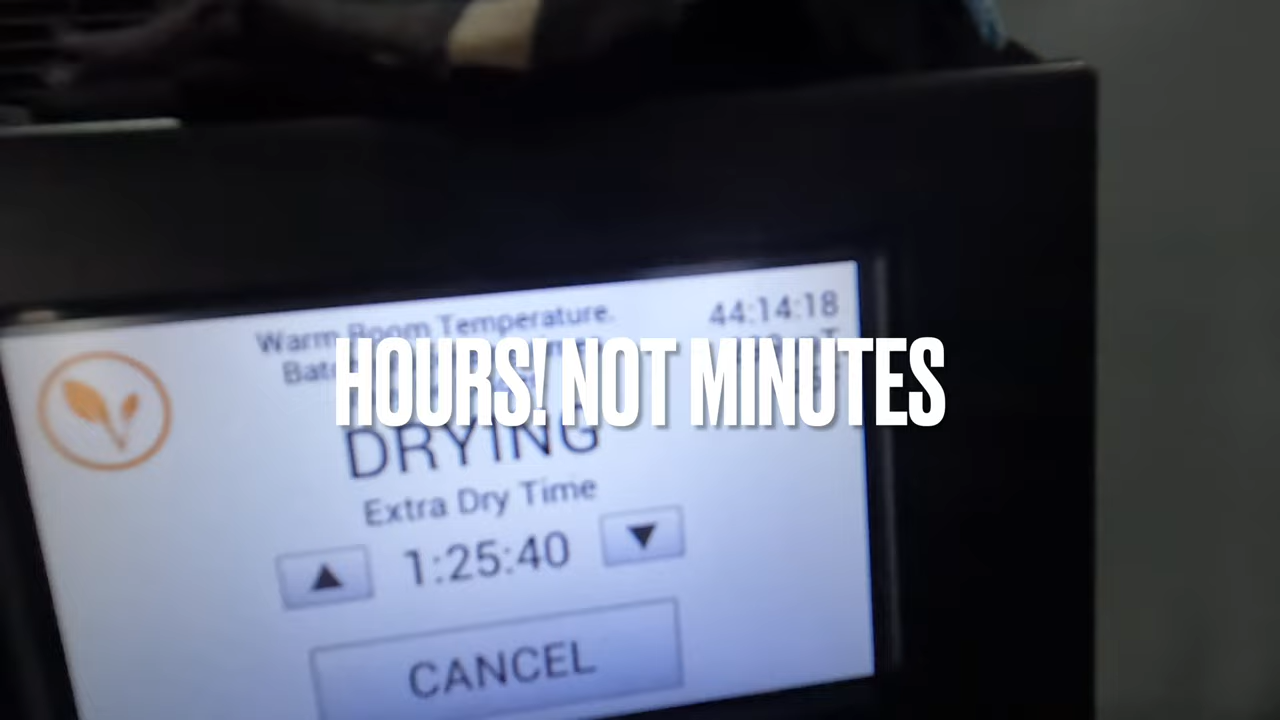 Warm Room Temperature.
44:14:18
HOURS! NOT MINUTES
DRYING
Extra Dry Time
▲ 1:25:40 ▼
CANCEL